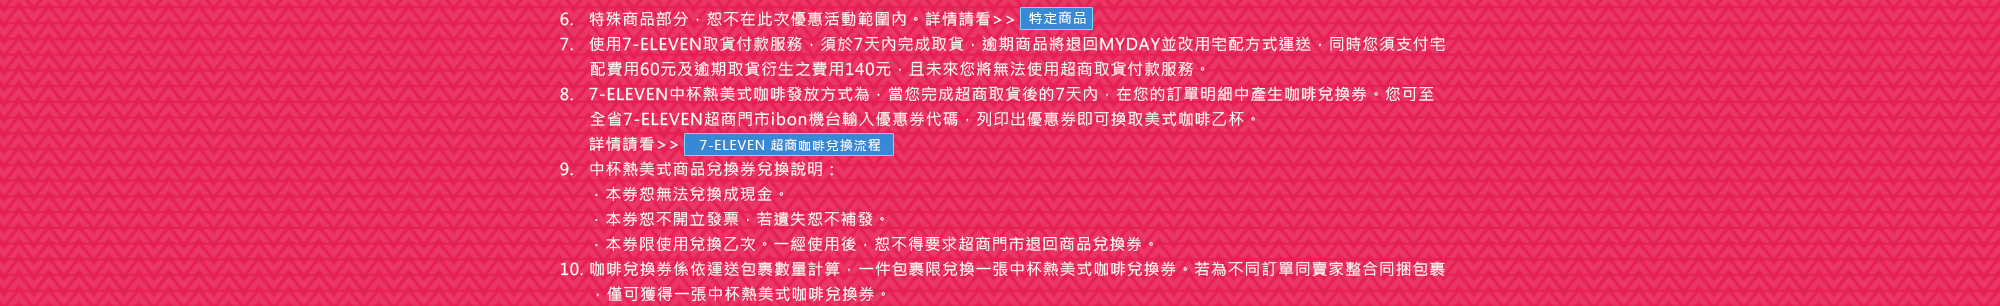 6. 特殊商品部分，恕不在此次優惠活動範圍內。詳情請看>> 特定商品
7. 使用7-ELEVEN取貨付款服務，須於7天內完成取貨，逾期商品將退回MYDAY並改用宅配方式運送，同時您須支付宅
配費用60元及逾期取貨衍生之費用140元，且未來您將無法使用超商取貨付款服務。
8. 7-ELEVEN中杯熱美式咖啡發放方式為，當您完成超商取貨後的7天內，在您的訂單明細中產生咖啡兌換券。您可至
全省7-ELEVEN超商門市ibon機台輸入優惠券代碼，列印出優惠券即可換取美式咖啡乙杯。
詳情請看>> 7-ELEVEN 超商咖啡兌換流程
9. 中杯熱美式商品兌換券兌換說明：
．本券恕無法兌換成現金。
．本券恕不開立發票，若遺失恕不補發。
．本券限使用兌換乙次。一經使用後，恕不得要求超商門市退回商品兌換券。
10. 咖啡兌換券係依運送包裹數量計算，一件包裹限兌換一張中杯熱美式咖啡兌換券。若為不同訂單同賣家整合同捆包裹
，僅可獲得一張中杯熱美式咖啡兌換券。